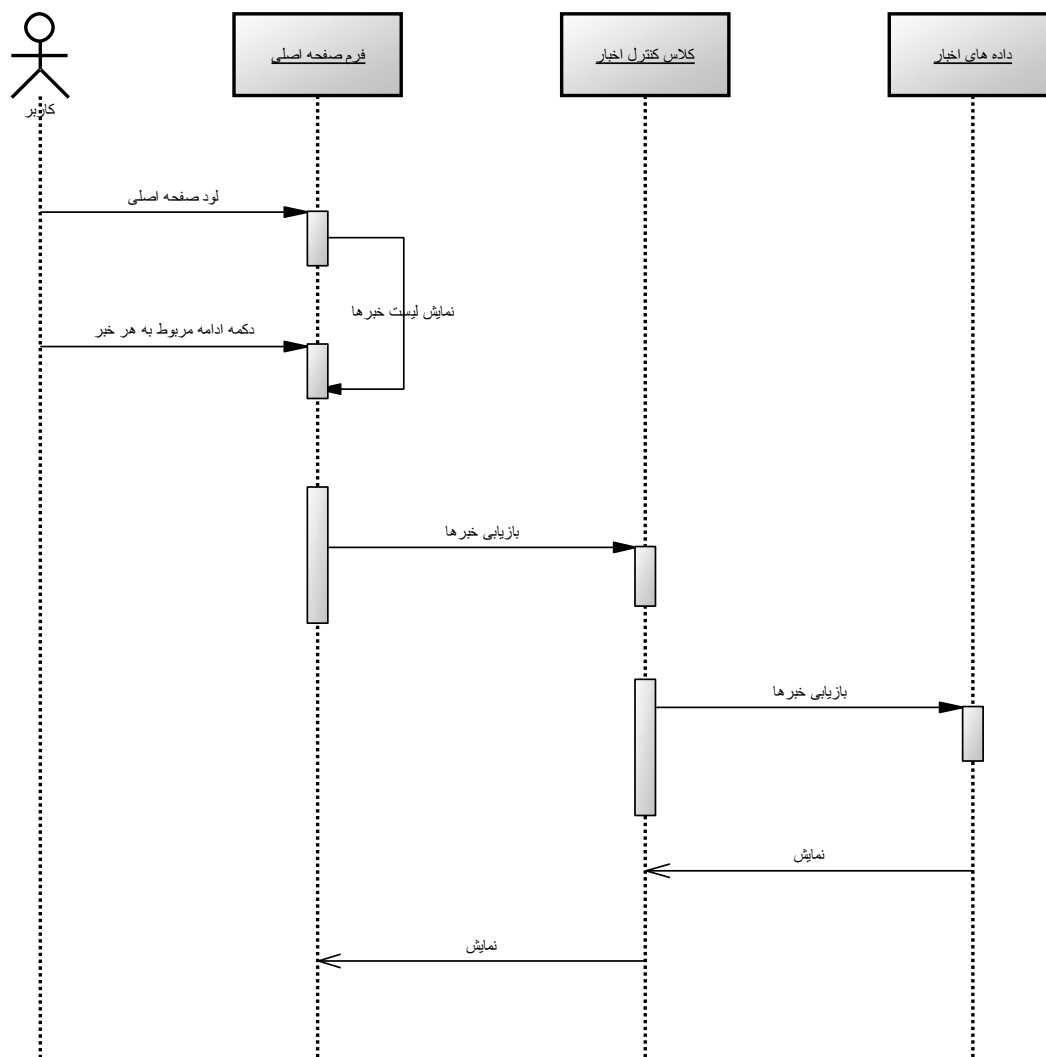 فرم صفحه اصلی
کلاس کنترل اخبار
داده های اخبار
کاربر
لود صفحه اصلی
نمایش لیست خبرها
دکمه ادامه مربوط به هر خبر
بازیابی خبرها
بازیابی خبرها
نمایش
نمایش